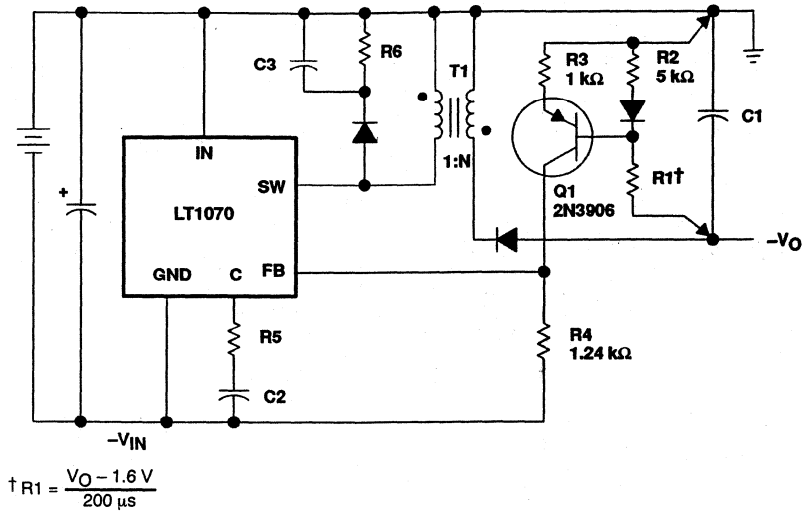 C3
R6
T1
1:N
R3
1 kΩ
R2
5 kΩ
C1
R1†
Q1
2N3906
–VO
IN
SW
LT1070
GND
C
FB
R5
C2
R4
1.24 kΩ
+
–VIN
† R1 = VO – 1.6 V
200 µs